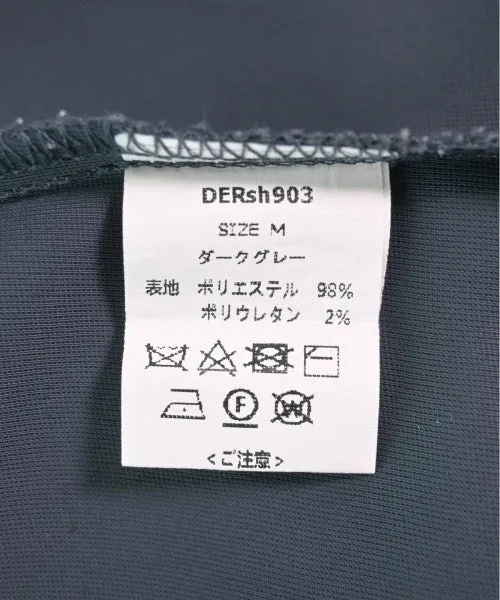 DERsh903
SIZE M
ダークグレー
表地 ポリエステル 98%
ポリウレタン 2%
F W
<ご注意>